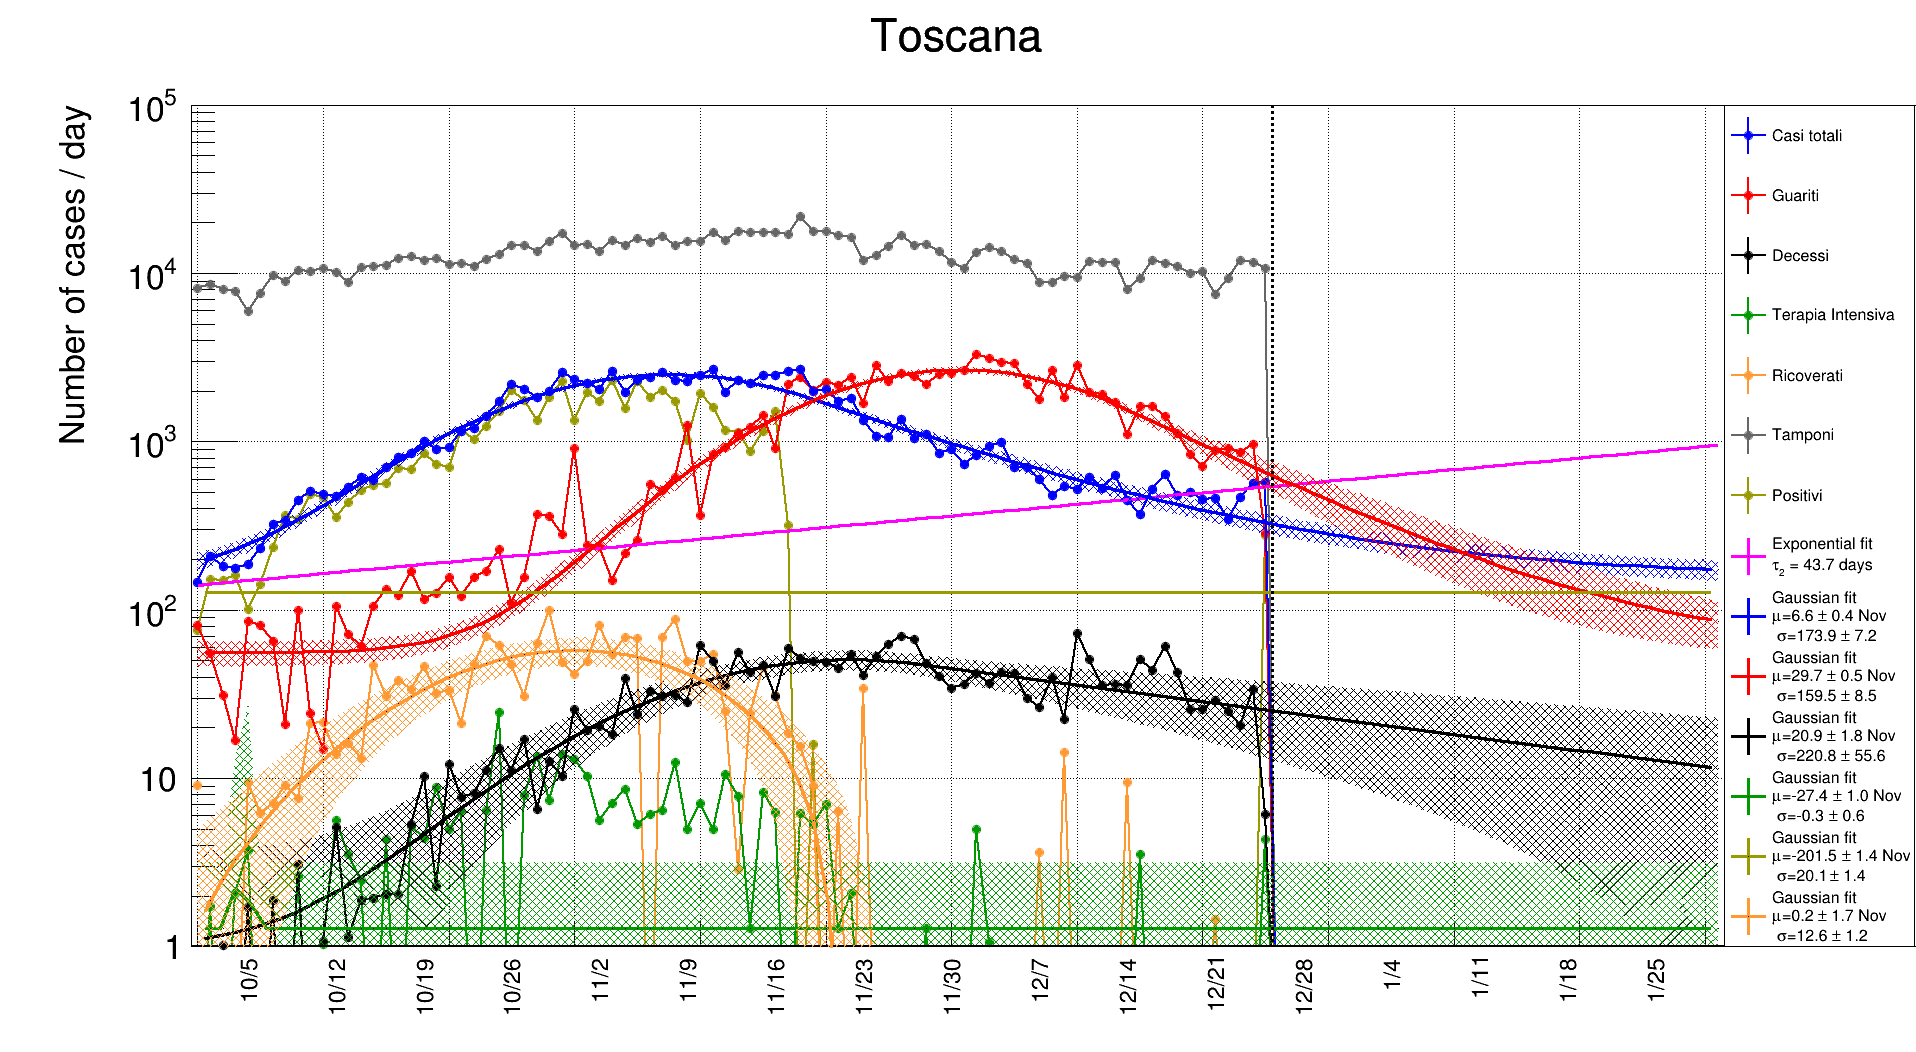 Toscana
Number of cases / day
10^5
10^4
10^3
10^2
10
1
10/5
10/12
10/19
10/26
11/2
11/9
11/16
11/23
11/30
12/7
12/14
12/21
12/28
1/4
1/11
1/18
1/25
Casi totali
Guariti
Decessi
Terapia Intensiva
Ricoverati
Tamponi
Positivi
Exponential fit
τ₂ = 43.7 days
Gaussian fit
μ=6.6 ± 0.4 Nov
σ=173.9 ± 7.2
Gaussian fit
μ=29.7 ± 0.5 Nov
σ=159.5 ± 8.5
Gaussian fit
μ=20.9 ± 1.8 Nov
σ=220.8 ± 55.6
Gaussian fit
μ=-27.4 ± 1.0 Nov
σ=-0.3 ± 0.6
Gaussian fit
μ=-201.5 ± 1.4 Nov
σ=20.1 ± 1.4
Gaussian fit
μ=0.2 ± 1.7 Nov
σ=12.6 ± 1.2